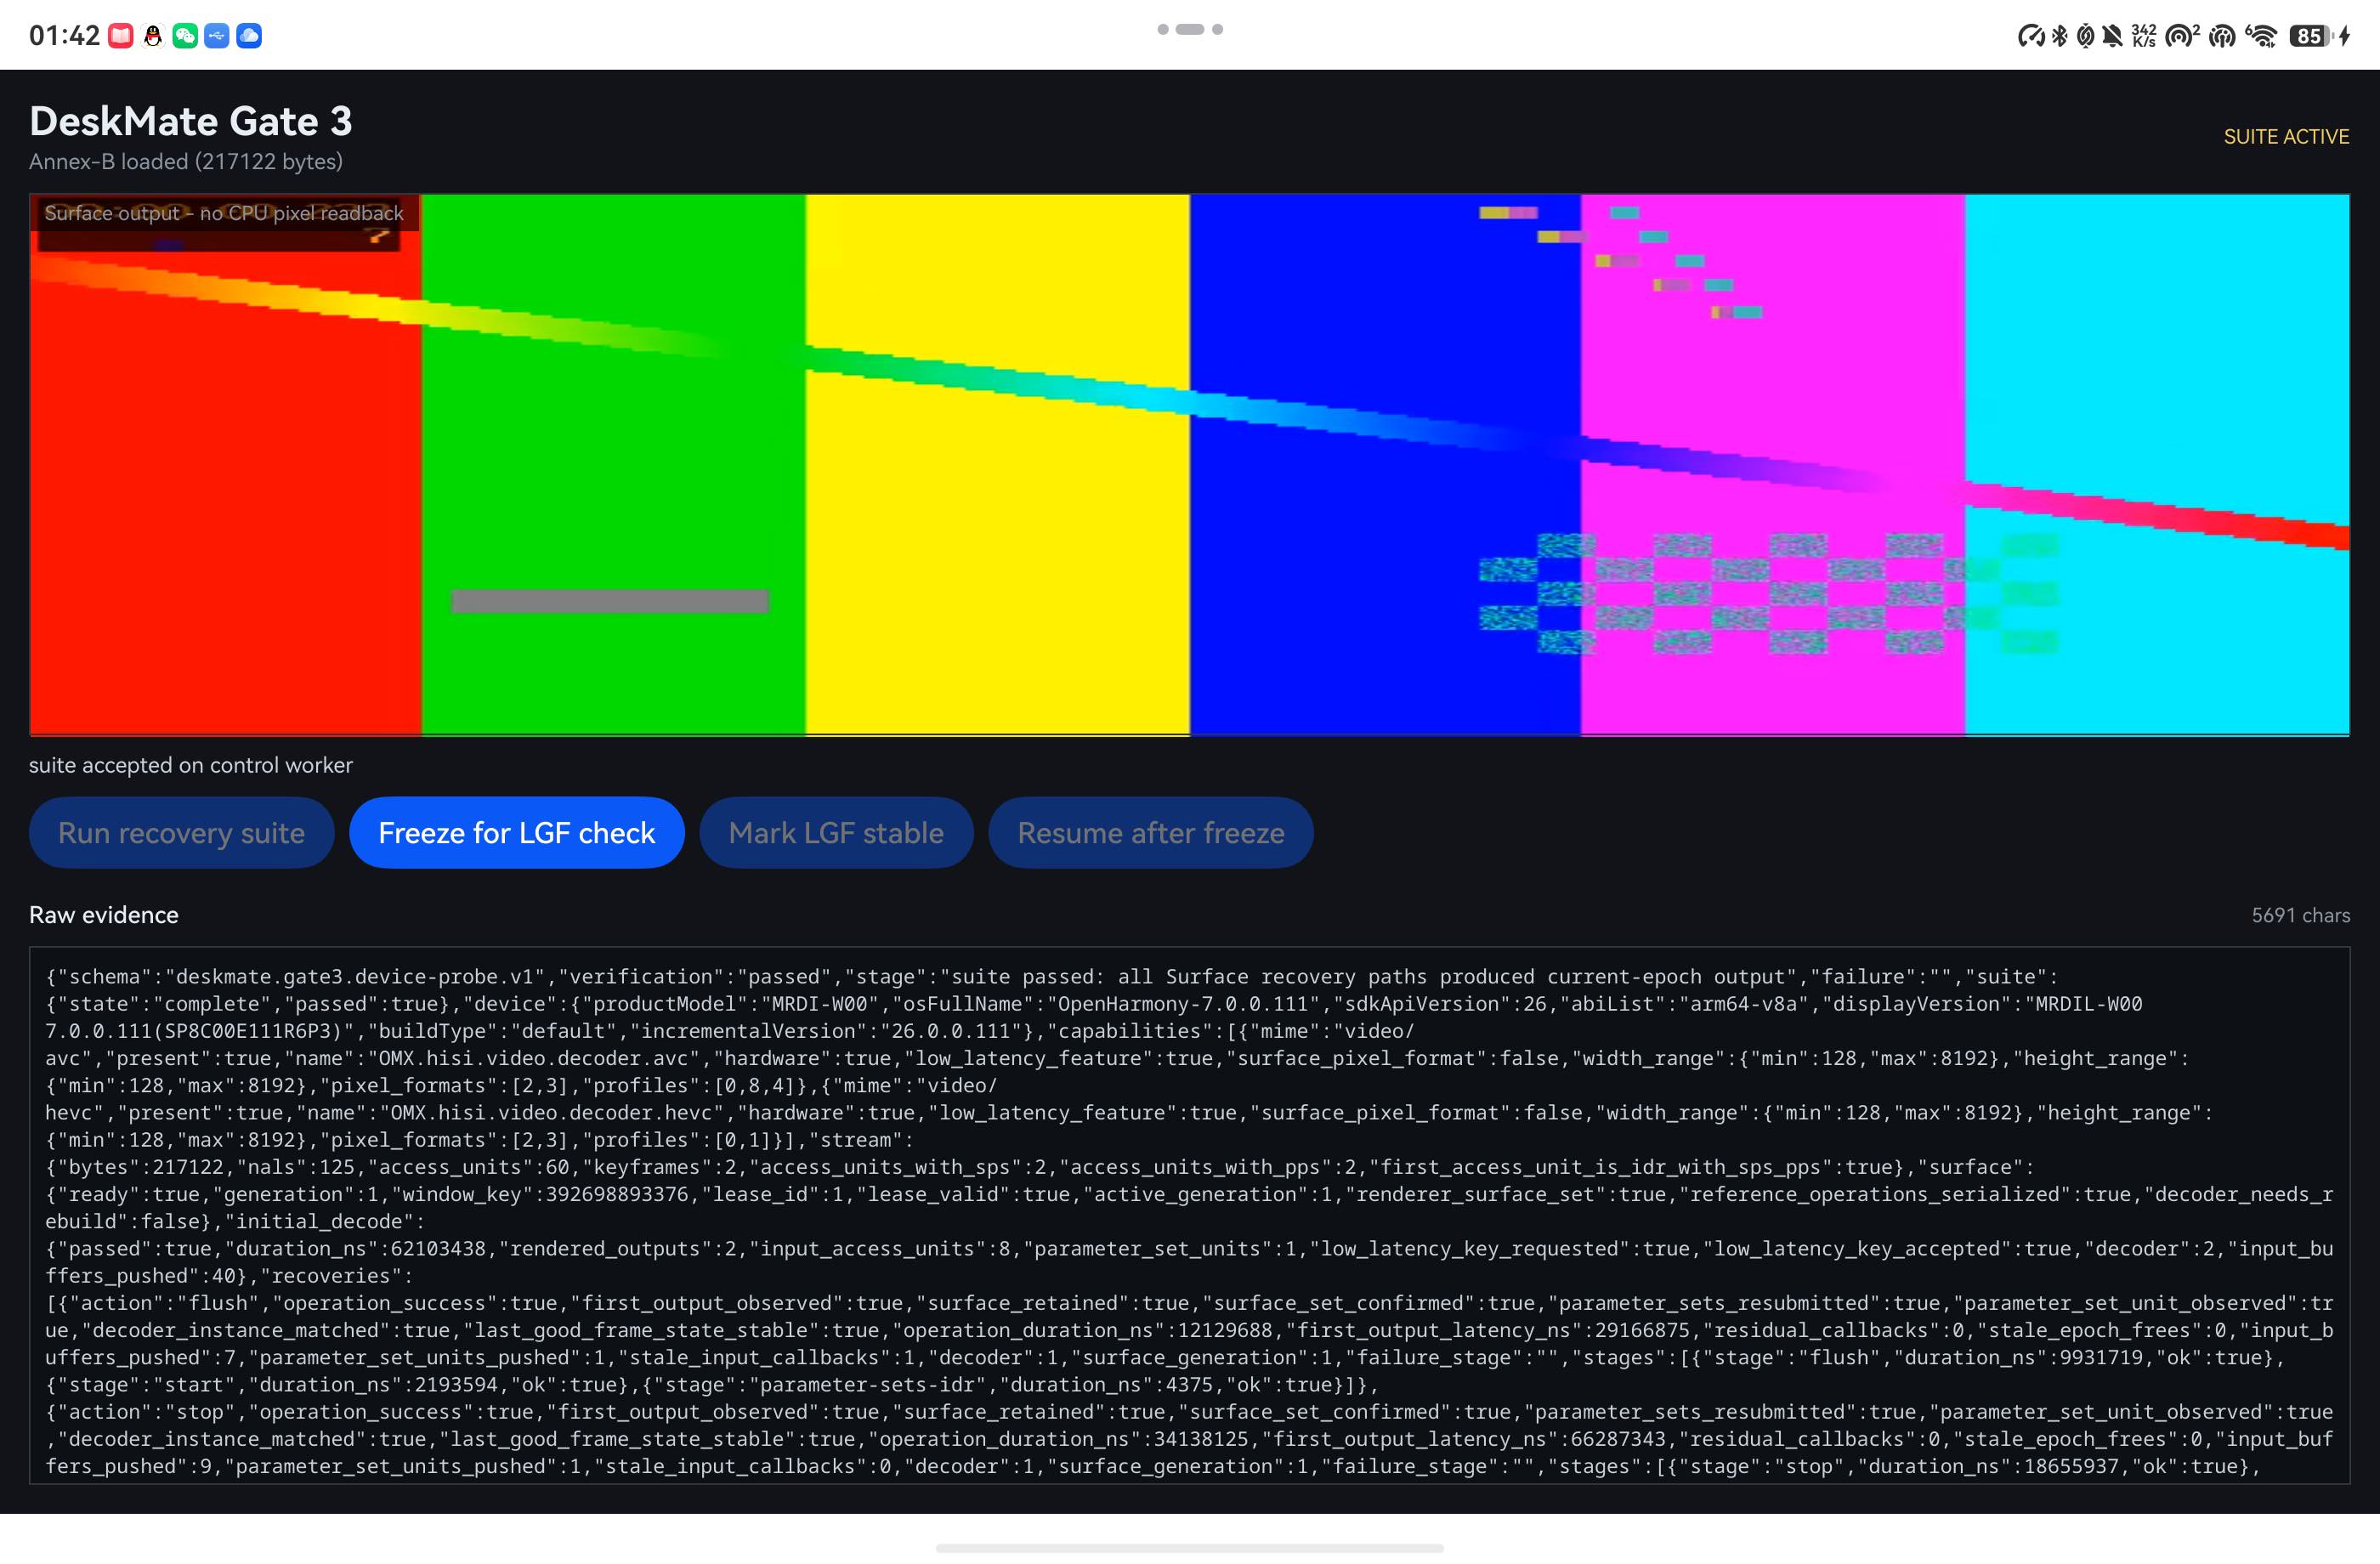 01:42
342
K/s
2
6
85
DeskMate Gate 3
Annex-B loaded (217122 bytes)
SUITE ACTIVE
Surface output - no CPU pixel readback
?
suite accepted on control worker
Run recovery suite
Freeze for LGF check
Mark LGF stable
Resume after freeze
Raw evidence
5691 chars
{"schema":"deskmate.gate3.device-probe.v1","verification":"passed","stage":"suite passed: all Surface recovery paths produced current-epoch output","failure":"","suite":
{"state":"complete","passed":true},"device":{"productModel":"MRDI-W00","osFullName":"OpenHarmony-7.0.0.111","sdkApiVersion":26,"abiList":"arm64-v8a","displayVersion":"MRDIL-W00
7.0.0.111(SP8C00E111R6P3)","buildType":"default","incrementalVersion":"26.0.0.111"},"capabilities":[{"mime":"video/
avc","present":true,"name":"OMX.hisi.video.decoder.avc","hardware":true,"low_latency_feature":true,"surface_pixel_format":false,"width_range":{"min":128,"max":8192},"height_range":
{"min":128,"max":8192},"pixel_formats":[2,3],"profiles":[0,8,4]},{"mime":"video/
hevc","present":true,"name":"OMX.hisi.video.decoder.hevc","hardware":true,"low_latency_feature":true,"surface_pixel_format":false,"width_range":{"min":128,"max":8192},"height_range":
{"min":128,"max":8192},"pixel_formats":[2,3],"profiles":[0,1]}],"stream":
{"bytes":217122,"nals":125,"access_units":60,"keyframes":2,"access_units_with_sps":2,"access_units_with_pps":2,"first_access_unit_is_idr_with_sps_pps":true},"surface":
{"ready":true,"generation":1,"window_key":392698893376,"lease_id":1,"lease_valid":true,"active_generation":1,"renderer_surface_set":true,"reference_operations_serialized":true,"decoder_needs_r
ebuild":false},"initial_decode":
{"passed":true,"duration_ns":62103438,"rendered_outputs":2,"input_access_units":8,"parameter_set_units":1,"low_latency_key_requested":true,"low_latency_key_accepted":true,"decoder":2,"input_bu
ffers_pushed":40},"recoveries":
[{"action":"flush","operation_success":true,"first_output_observed":true,"surface_retained":true,"surface_set_confirmed":true,"parameter_sets_resubmitted":true,"parameter_set_unit_observed":tr
ue,"decoder_instance_matched":true,"last_good_frame_state_stable":true,"operation_duration_ns":12129688,"first_output_latency_ns":29166875,"residual_callbacks":0,"stale_epoch_frees":0,"input_b
uffers_pushed":7,"parameter_set_units_pushed":1,"stale_input_callbacks":1,"decoder":1,"surface_generation":1,"failure_stage":"","stages":[{"stage":"flush","duration_ns":9931719,"ok":true},
{"stage":"start","duration_ns":2193594,"ok":true},{"stage":"parameter-sets-idr","duration_ns":4375,"ok":true}]},
{"action":"stop","operation_success":true,"first_output_observed":true,"surface_retained":true,"surface_set_confirmed":true,"parameter_sets_resubmitted":true,"parameter_set_unit_observed":true
,"decoder_instance_matched":true,"last_good_frame_state_stable":true,"operation_duration_ns":34138125,"first_output_latency_ns":66287343,"residual_callbacks":0,"stale_epoch_frees":0,"input_buf
fers_pushed":9,"parameter_set_units_pushed":1,"stale_input_callbacks":0,"decoder":1,"surface_generation":1,"failure_stage":"","stages":[{"stage":"stop","duration_ns":18655937,"ok":true},